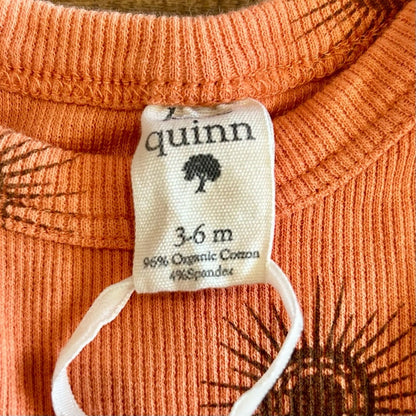 quinn
3-6 m
96% Organic Cotton
4%Spandex